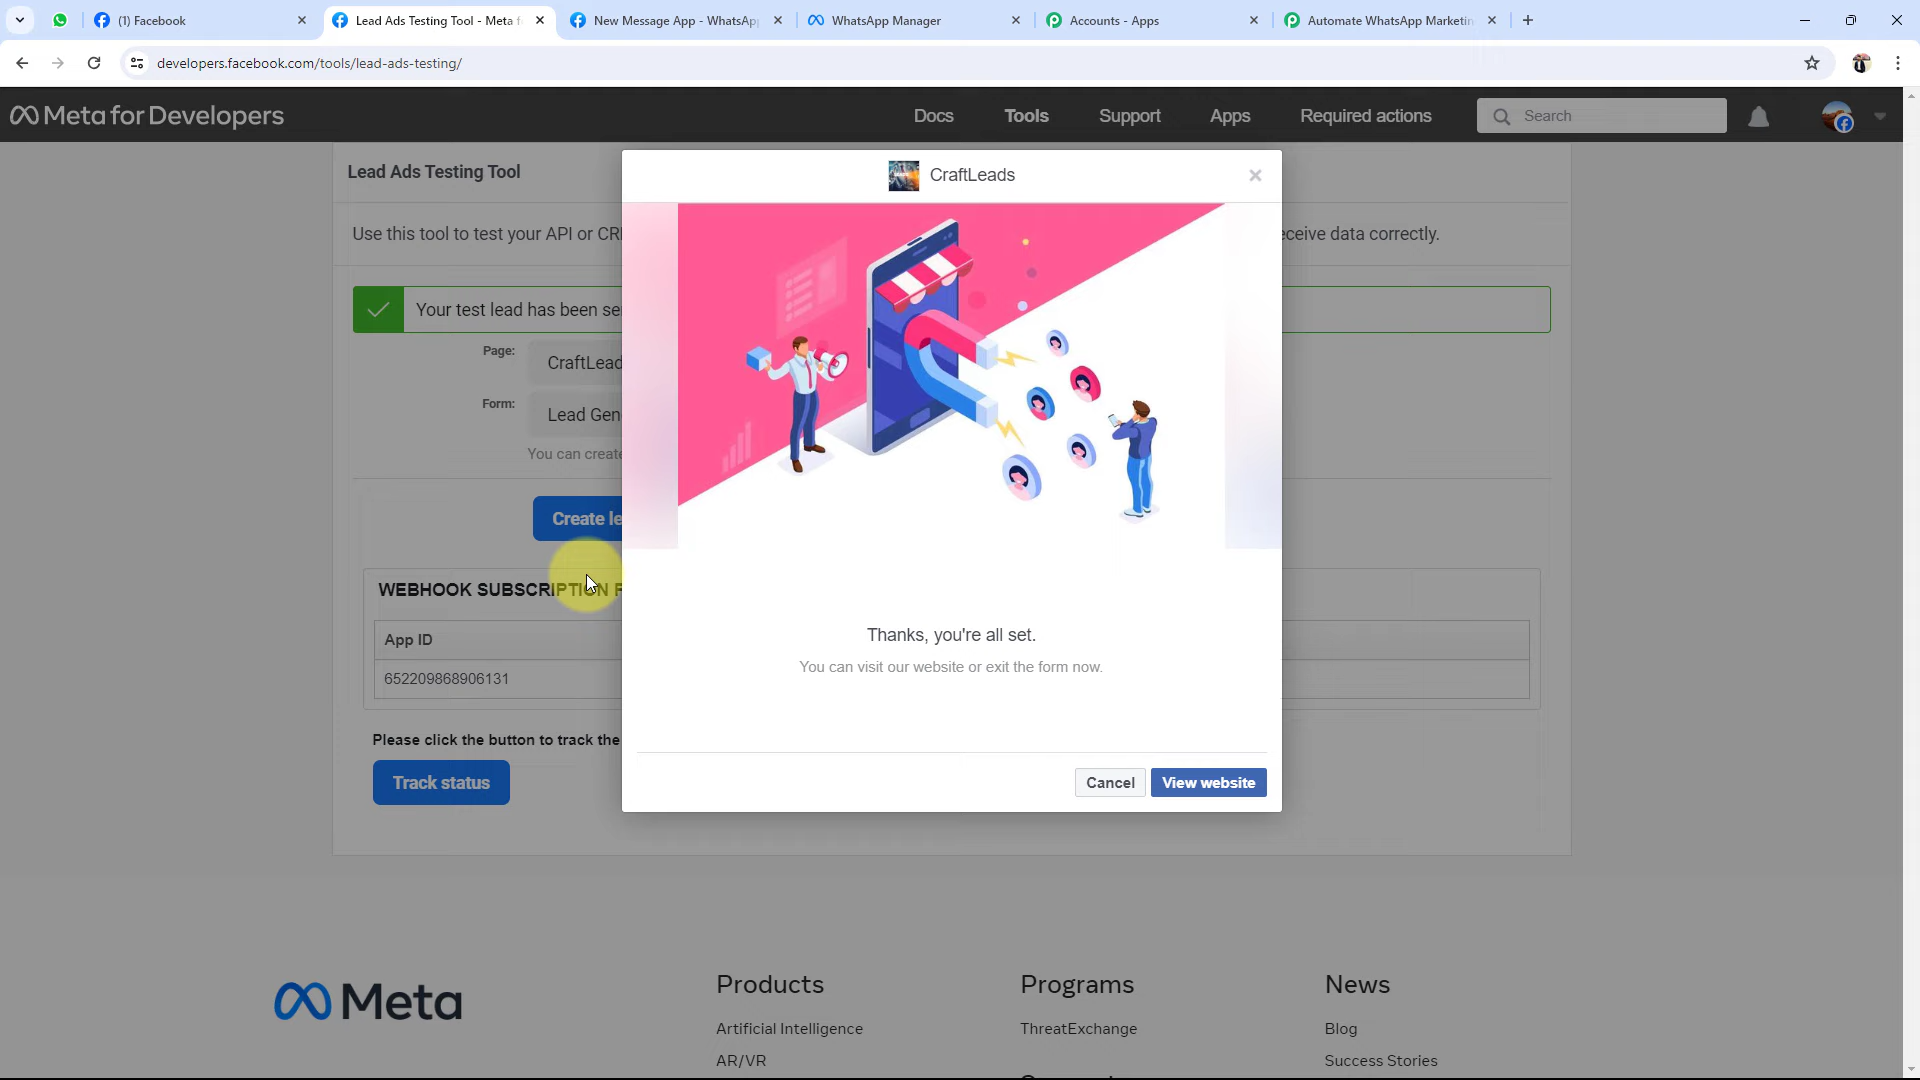 (1) Facebook
Lead Ads Testing Tool - Meta f
New Message App - WhatsAp
WhatsApp Manager
Accounts - Apps
Automate WhatsApp Marketin
developers.facebook.com/tools/lead-ads-testing/
Meta for Developers
Docs
Tools
Support
Apps
Required actions
Search
Lead Ads Testing Tool
CraftLeads
Use this tool to test your API or CR
eceive data correctly.
Your test lead has been se
Page:
CraftLead
Form:
Lead Gen
You can create
Create le
WEBHOOK SUBSCRIPTION
App ID
652209868906131
Please click the button to track the
Track status
Thanks, you're all set.
You can visit our website or exit the form now.
Cancel
View website
Meta
Products
Programs
News
Artificial Intelligence
ThreatExchange
Blog
AR/VR
Success Stories